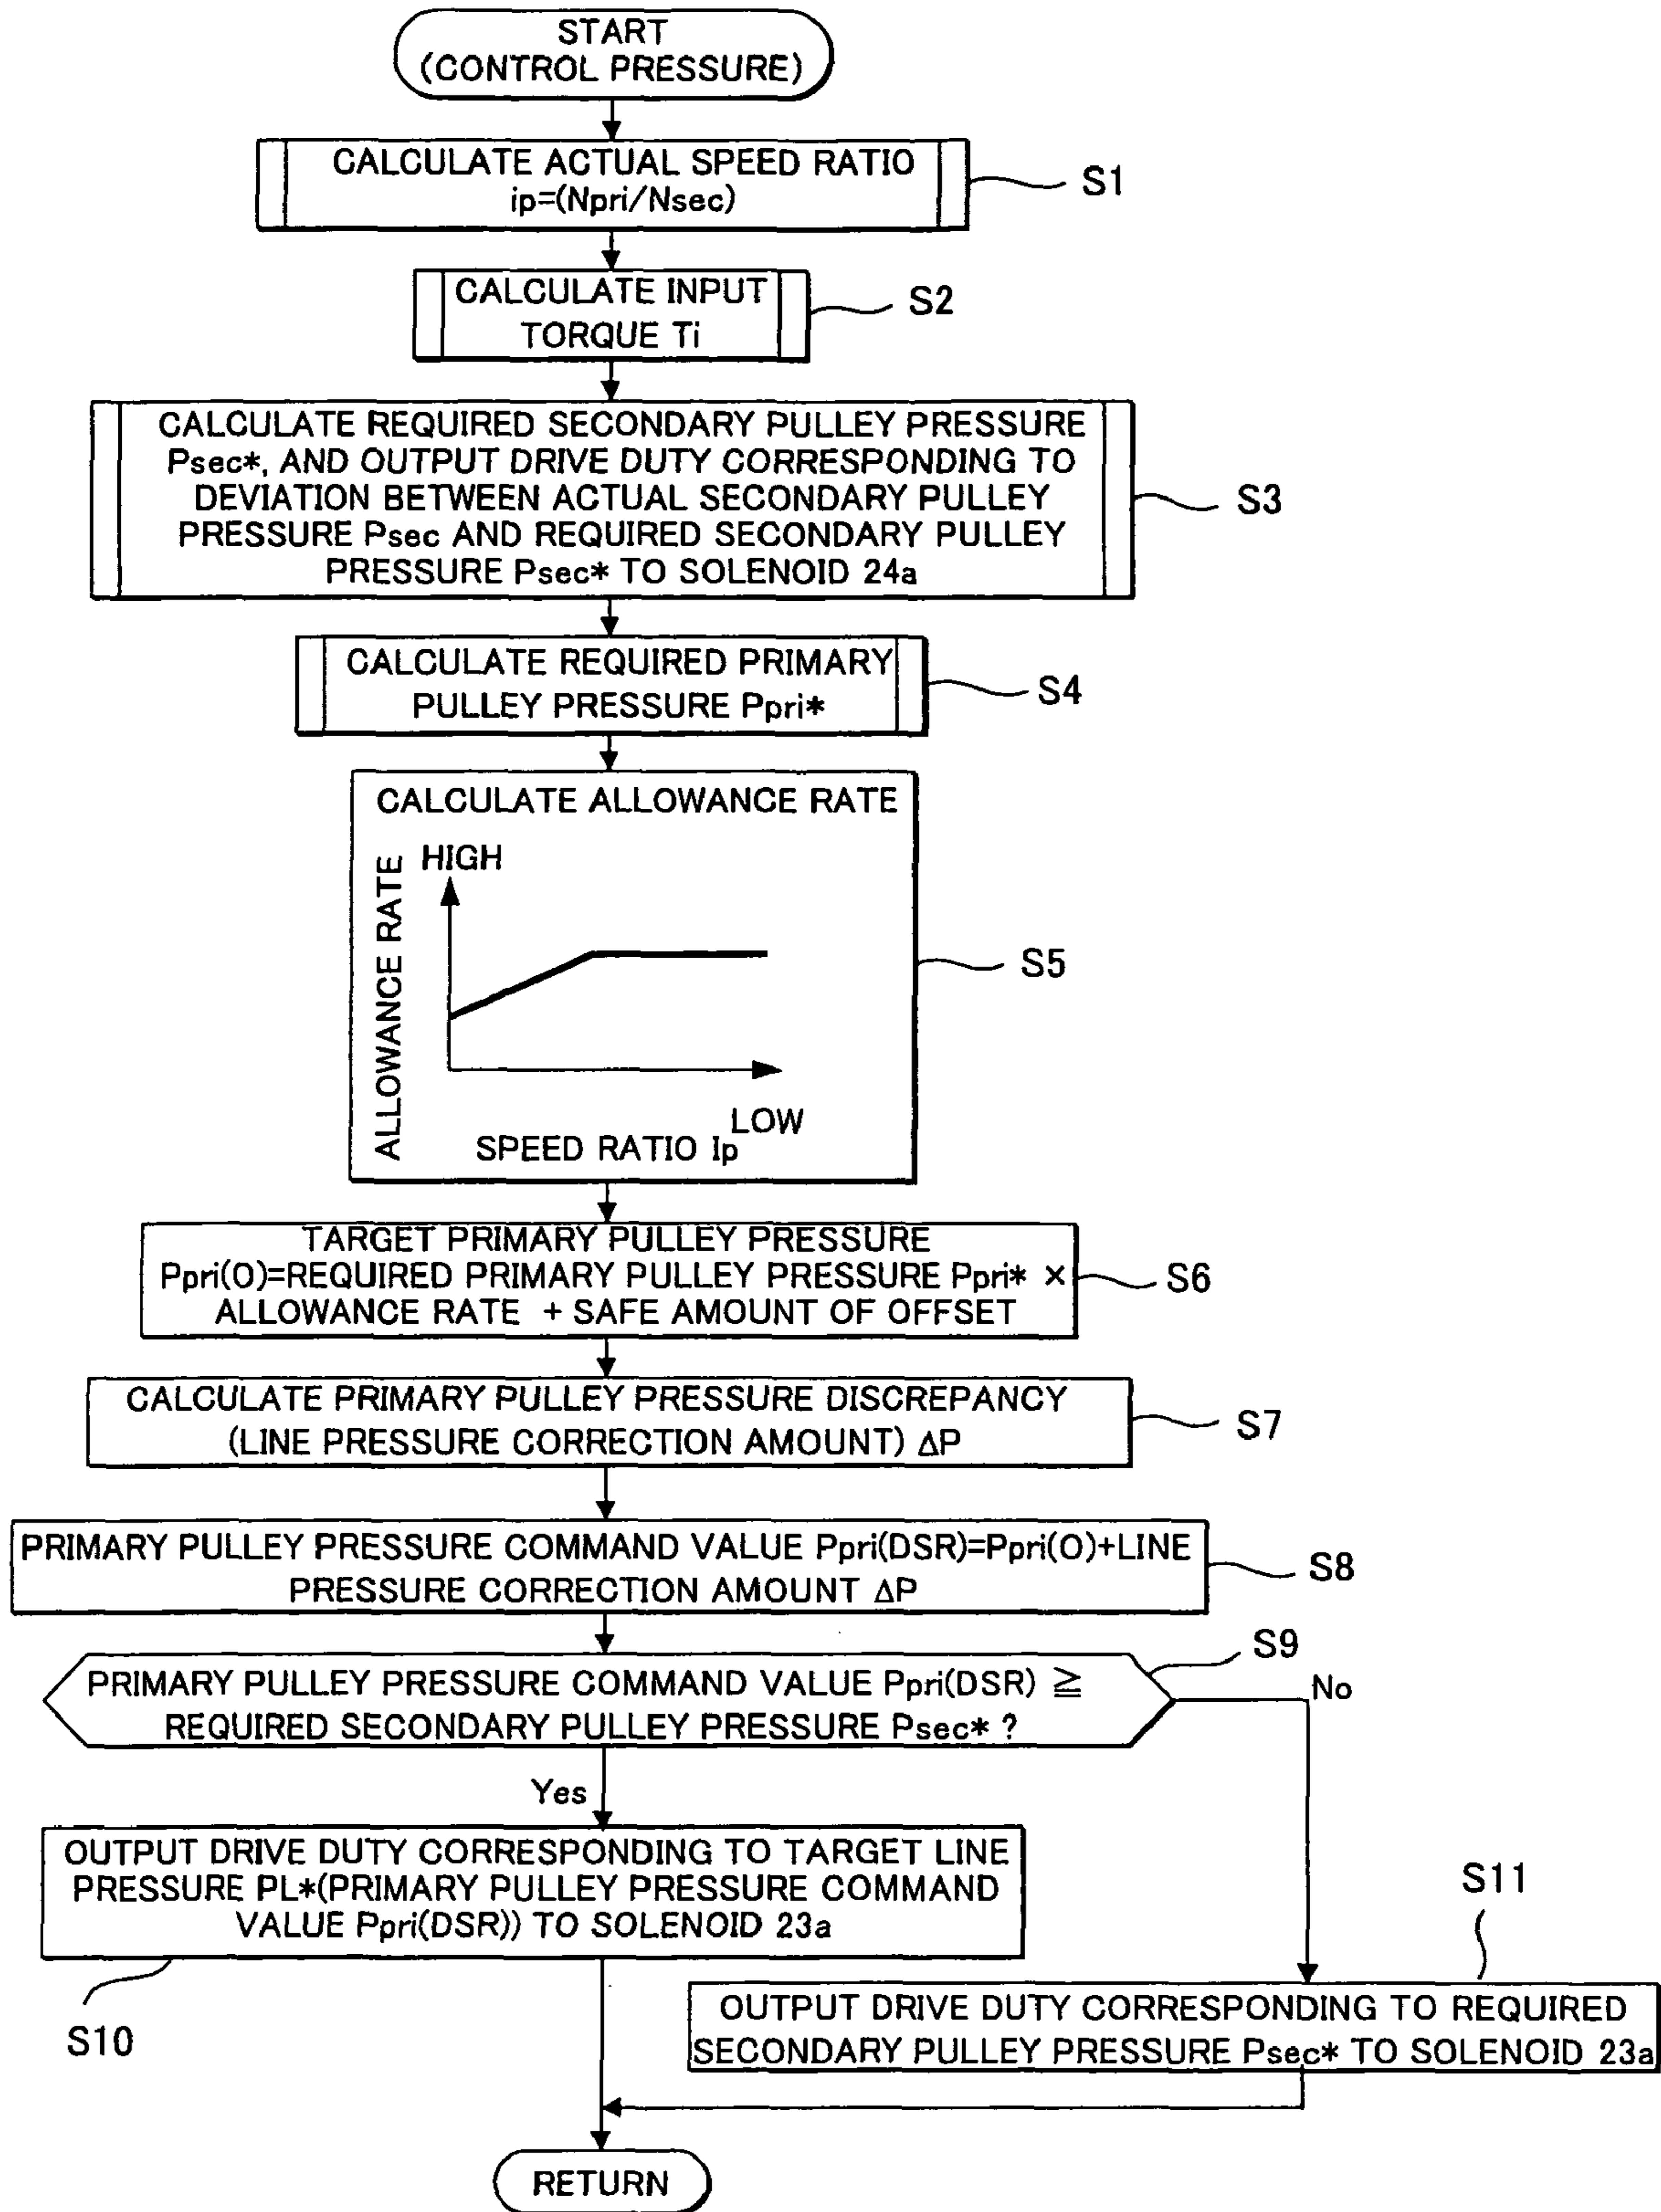 START
(CONTROL PRESSURE)
CALCULATE ACTUAL SPEED RATIO
ip=(Npri/Nsec)
S1
CALCULATE INPUT
TORQUE Ti
S2
CALCULATE REQUIRED SECONDARY PULLEY PRESSURE
Psec*, AND OUTPUT DRIVE DUTY CORRESPONDING TO
DEVIATION BETWEEN ACTUAL SECONDARY PULLEY
PRESSURE Psec AND REQUIRED SECONDARY PULLEY
PRESSURE Psec* TO SOLENOID 24a
S3
CALCULATE REQUIRED PRIMARY
PULLEY PRESSURE Ppri*
S4
CALCULATE ALLOWANCE RATE
HIGH
ALLOWANCE RATE
LOW
SPEED RATIO Ip
S5
TARGET PRIMARY PULLEY PRESSURE
Ppri(O)=REQUIRED PRIMARY PULLEY PRESSURE Ppri* ×
ALLOWANCE RATE + SAFE AMOUNT OF OFFSET
S6
CALCULATE PRIMARY PULLEY PRESSURE DISCREPANCY
(LINE PRESSURE CORRECTION AMOUNT) ΔP
S7
PRIMARY PULLEY PRESSURE COMMAND VALUE Ppri(DSR)=Ppri(O)+LINE
PRESSURE CORRECTION AMOUNT ΔP
S8
PRIMARY PULLEY PRESSURE COMMAND VALUE Ppri(DSR) ≧
REQUIRED SECONDARY PULLEY PRESSURE Psec* ?
S9
No
Yes
OUTPUT DRIVE DUTY CORRESPONDING TO TARGET LINE
PRESSURE PL*(PRIMARY PULLEY PRESSURE COMMAND
VALUE Ppri(DSR)) TO SOLENOID 23a
S10
S11
OUTPUT DRIVE DUTY CORRESPONDING TO REQUIRED
SECONDARY PULLEY PRESSURE Psec* TO SOLENOID 23a
RETURN